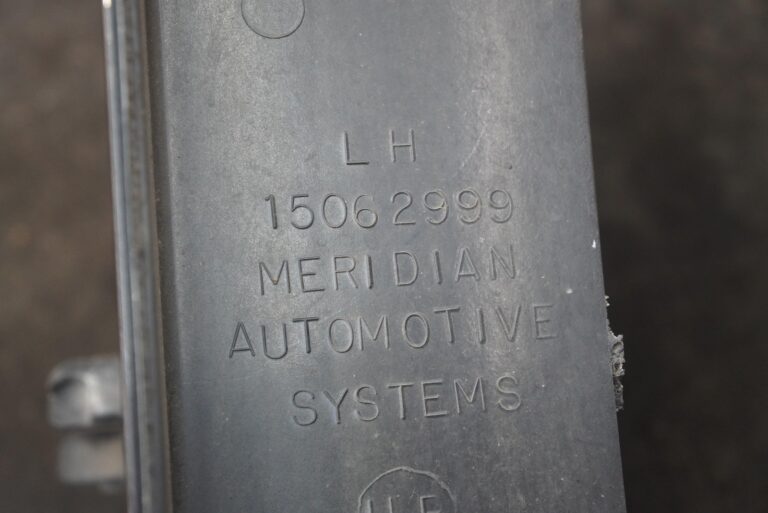 LH
15062999
MERIDIAN
AUTOMOTIVE
SYSTEMS